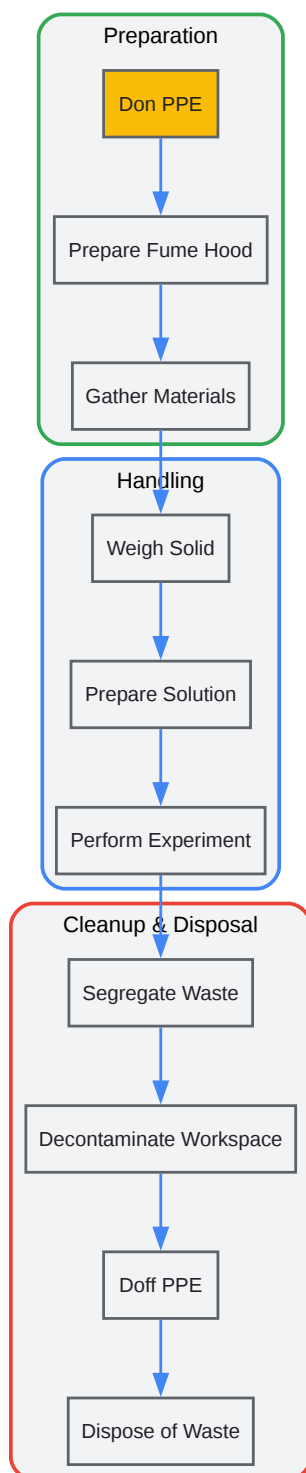 Preparation
Don PPE
Prepare Fume Hood
Gather Materials
Handling
Weigh Solid
Prepare Solution
Perform Experiment
Cleanup & Disposal
Segregate Waste
Decontaminate Workspace
Doff PPE
Dispose of Waste